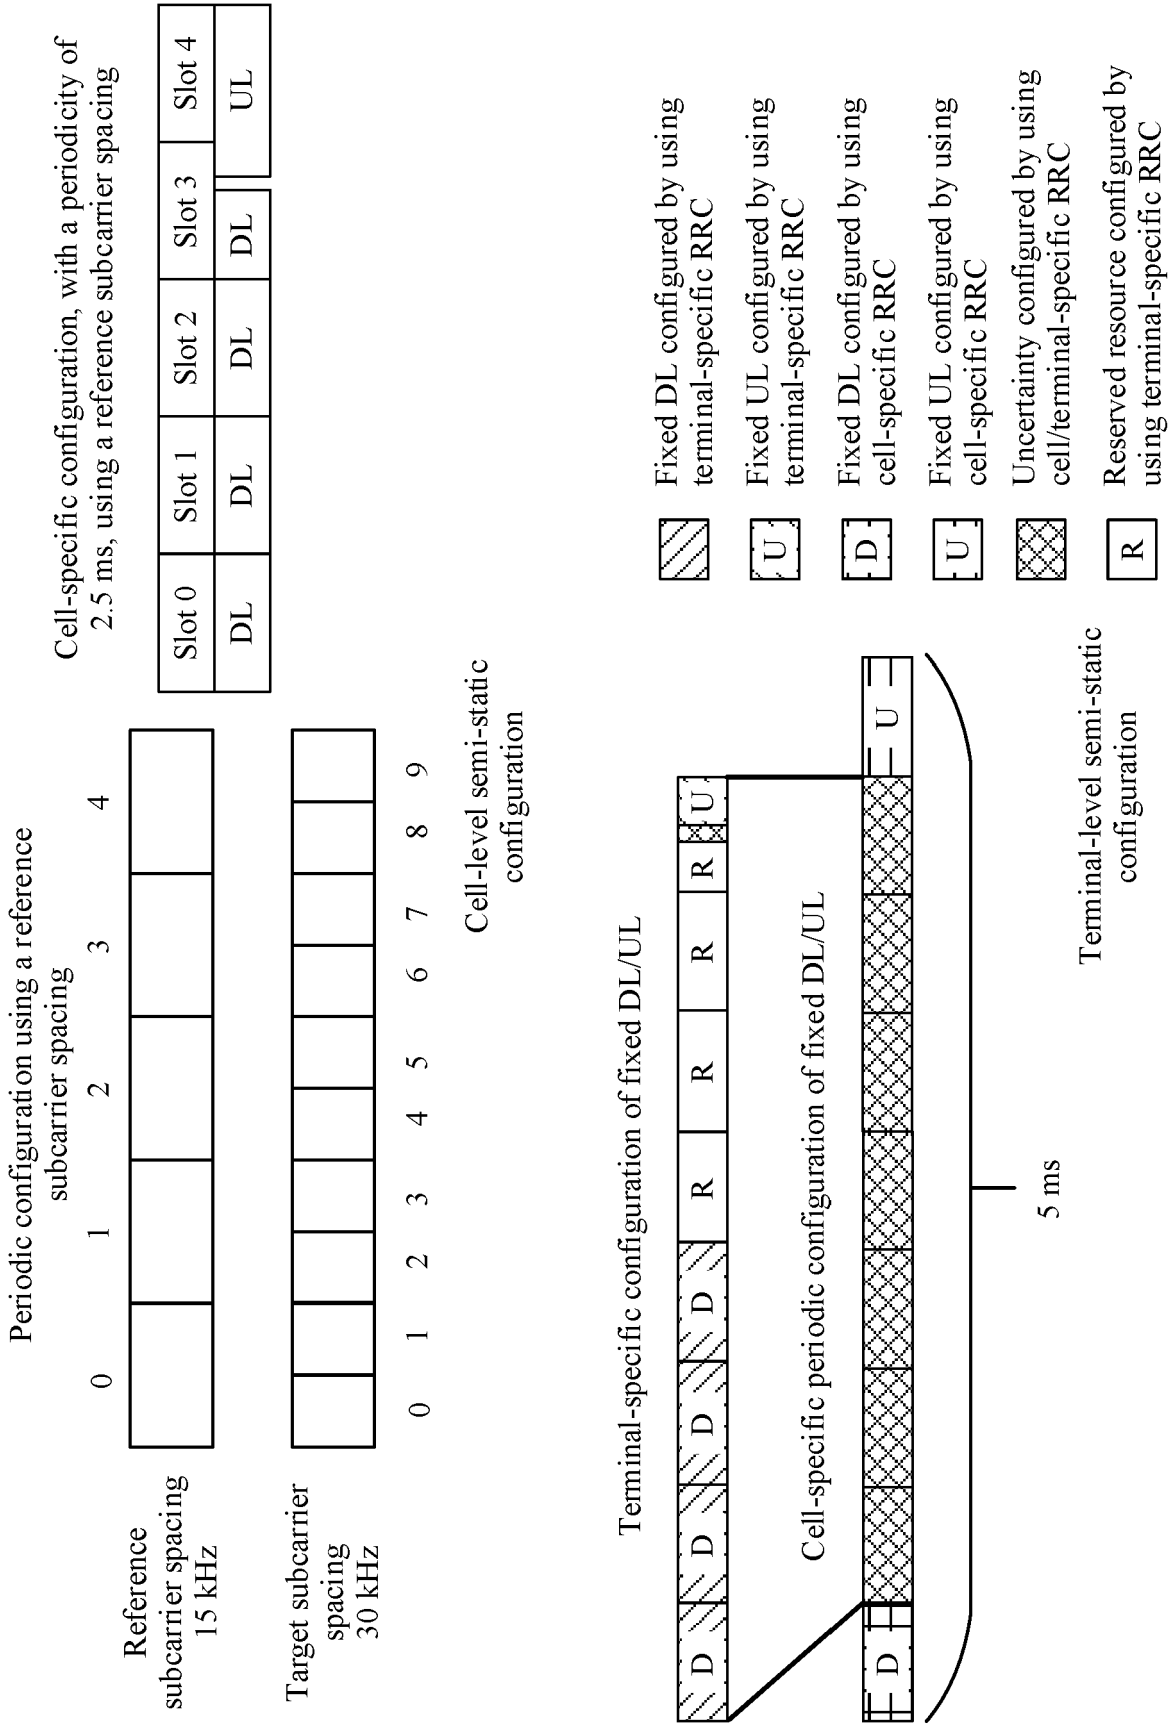 Periodic configuration using a reference
subcarrier spacing
0 1 2 3 4
Reference
subcarrier spacing
15 kHz
Target subcarrier
spacing
30 kHz
0 1 2 3 4 5 6 7 8 9
Cell-level semi-static
configuration
Cell-specific configuration, with a periodicity of
2.5 ms, using a reference subcarrier spacing
Slot 0 Slot 1 Slot 2 Slot 3 Slot 4
DL DL DL DL UL
Terminal-specific configuration of fixed DL/UL
D D D D R R R R U
Cell-specific periodic configuration of fixed DL/UL
D U
5 ms
Terminal-level semi-static
configuration
Fixed DL configured by using
terminal-specific RRC
U
Fixed UL configured by using
terminal-specific RRC
D
Fixed DL configured by using
cell-specific RRC
U
Fixed UL configured by using
cell-specific RRC
Uncertainty configured by using
cell/terminal-specific RRC
R
Reserved resource configured by
using terminal-specific RRC